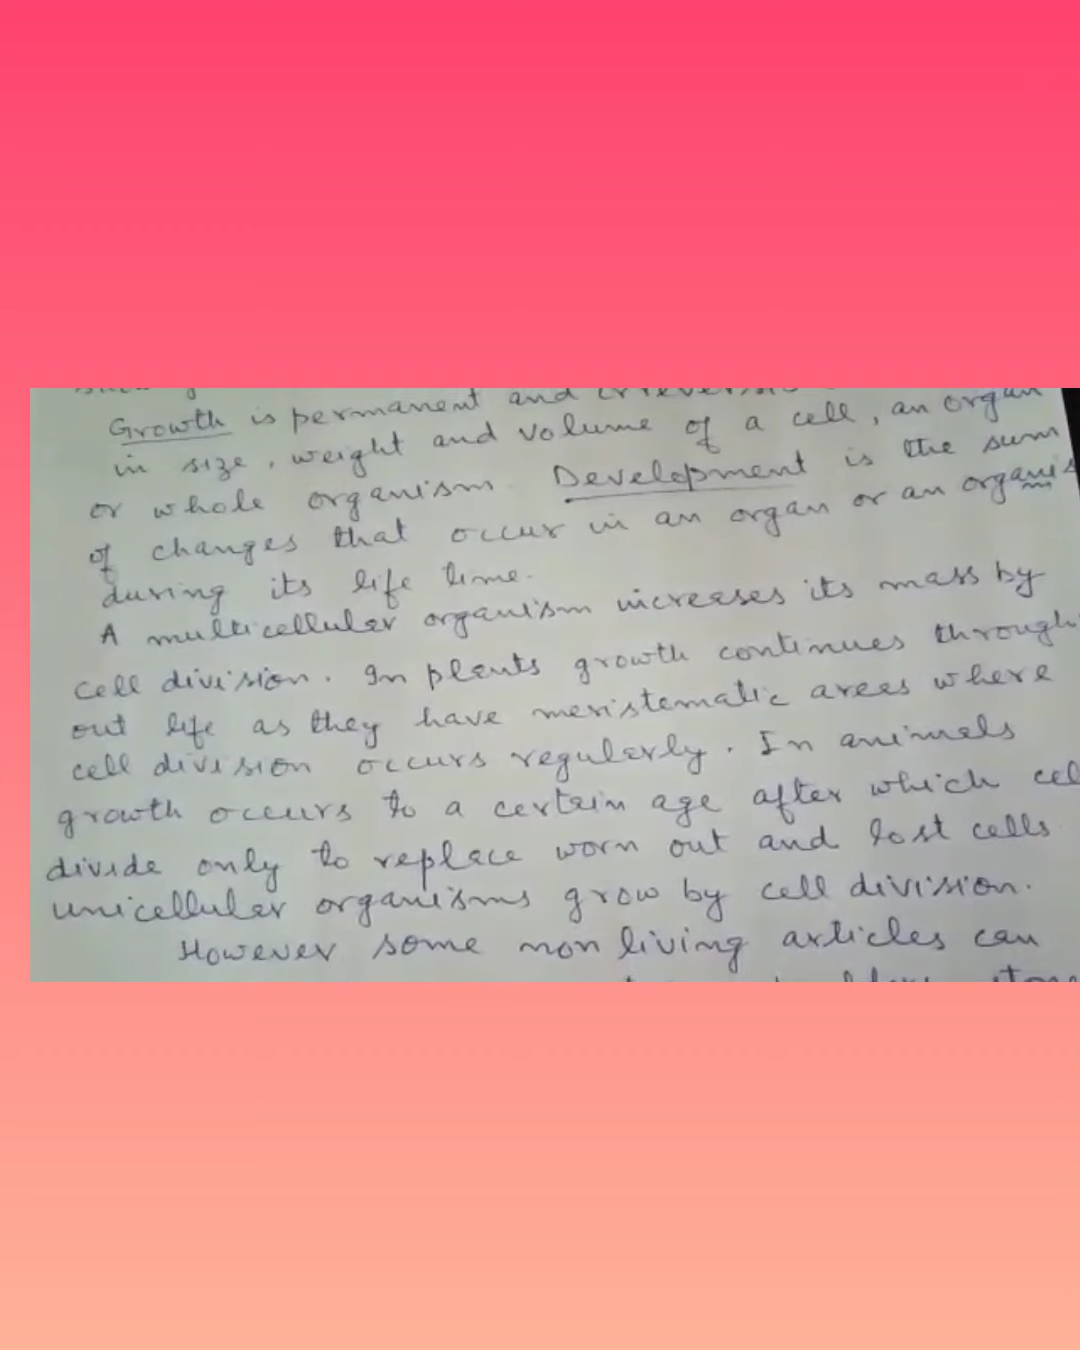 Growth is permanent and
in size, weight and volume of a cell, an organ
or whole organism. Development is the sum
of changes that occur in an organ or an organis
during its life time.
A multicellular organism increases its mass by
cell division. In plants growth continues through
out life as they have meristematic areas where
cell division occurs regularly. In animals
growth occurs to a certain age after which cel
divide only to replace worn out and lost cells
unicellular organisms grow by cell division.
However some non living articles can